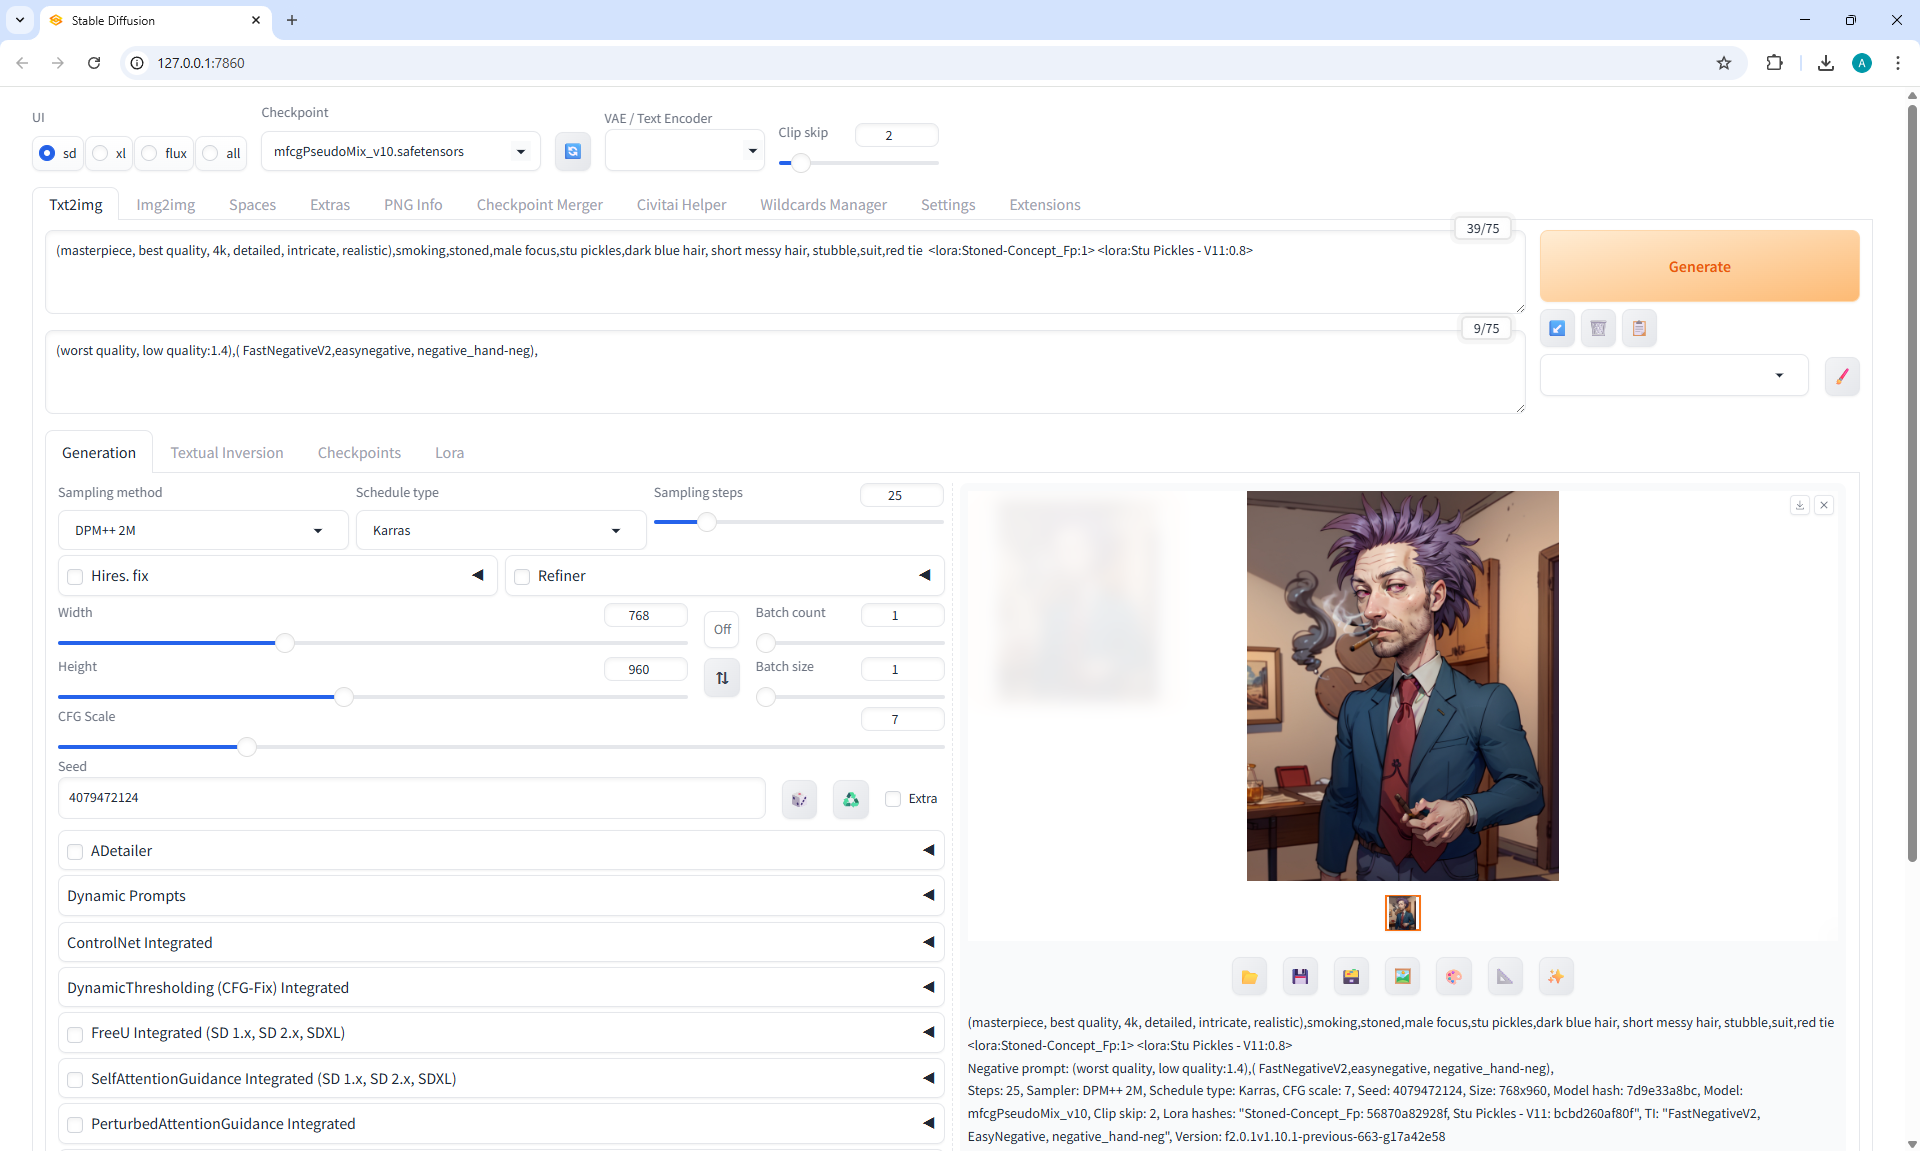 Stable Diffusion
127.0.0.1:7860
A
UI
Checkpoint
VAE / Text Encoder
Clip skip
2
sd
xl
flux
all
mfcgPseudoMix_v10.safetensors
Txt2img
Img2img
Spaces
Extras
PNG Info
Checkpoint Merger
Civitai Helper
Wildcards Manager
Settings
Extensions
39/75
(masterpiece, best quality, 4k, detailed, intricate, realistic),smoking,stoned,male focus,stu pickles,dark blue hair, short messy hair, stubble,suit,red tie  <lora:Stoned-Concept_Fp:1> <lora:Stu Pickles - V11:0.8>
Generate
9/75
(worst quality, low quality:1.4),( FastNegativeV2,easynegative, negative_hand-neg),
Generation
Textual Inversion
Checkpoints
Lora
Sampling method
Schedule type
Sampling steps
25
DPM++ 2M
Karras
Hires. fix
Refiner
Width
768
Off
Batch count
1
Height
960
Batch size
1
CFG Scale
7
Seed
4079472124
Extra
ADetailer
Dynamic Prompts
ControlNet Integrated
DynamicThresholding (CFG-Fix) Integrated
FreeU Integrated (SD 1.x, SD 2.x, SDXL)
SelfAttentionGuidance Integrated (SD 1.x, SD 2.x, SDXL)
PerturbedAttentionGuidance Integrated
(masterpiece, best quality, 4k, detailed, intricate, realistic),smoking,stoned,male focus,stu pickles,dark blue hair, short messy hair, stubble,suit,red tie
<lora:Stoned-Concept_Fp:1> <lora:Stu Pickles - V11:0.8>
Negative prompt: (worst quality, low quality:1.4),( FastNegativeV2,easynegative, negative_hand-neg),
Steps: 25, Sampler: DPM++ 2M, Schedule type: Karras, CFG scale: 7, Seed: 4079472124, Size: 768x960, Model hash: 7d9e33a8bc, Model:
mfcgPseudoMix_v10, Clip skip: 2, Lora hashes: "Stoned-Concept_Fp: 56870a82928f, Stu Pickles - V11: bcbd260af80f", TI: "FastNegativeV2,
EasyNegative, negative_hand-neg", Version: f2.0.1v1.10.1-previous-663-g17a42e58